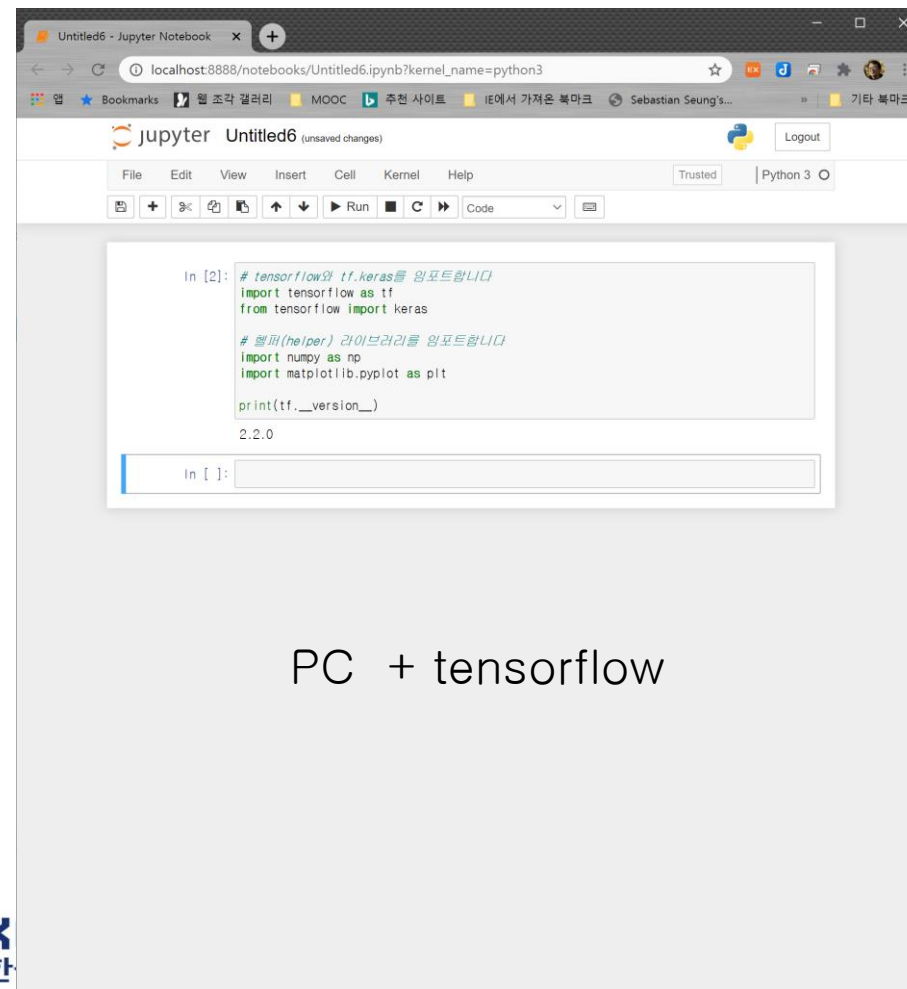 Untitled6 - Jupyter Notebook
localhost:8888/notebooks/Untitled6.ipynb?kernel_name=python3
앱 Bookmarks 웹 조각 갤러리 MOOC 추천 사이트 IE에서 가져온 북마크 Sebastian Seung's... » 기타 북마크
jupyter Untitled6 (unsaved changes) Logout
File Edit View Insert Cell Kernel Help Trusted Python 3
Run Code
In [2]: # tensorflow와 tf.keras를 임포트합니다
import tensorflow as tf
from tensorflow import keras
# 헬퍼(helper) 라이브러리를 임포트합니다
import numpy as np
import matplotlib.pyplot as plt
print(tf.__version__)
2.2.0
In [ ]:
PC + tensorflow